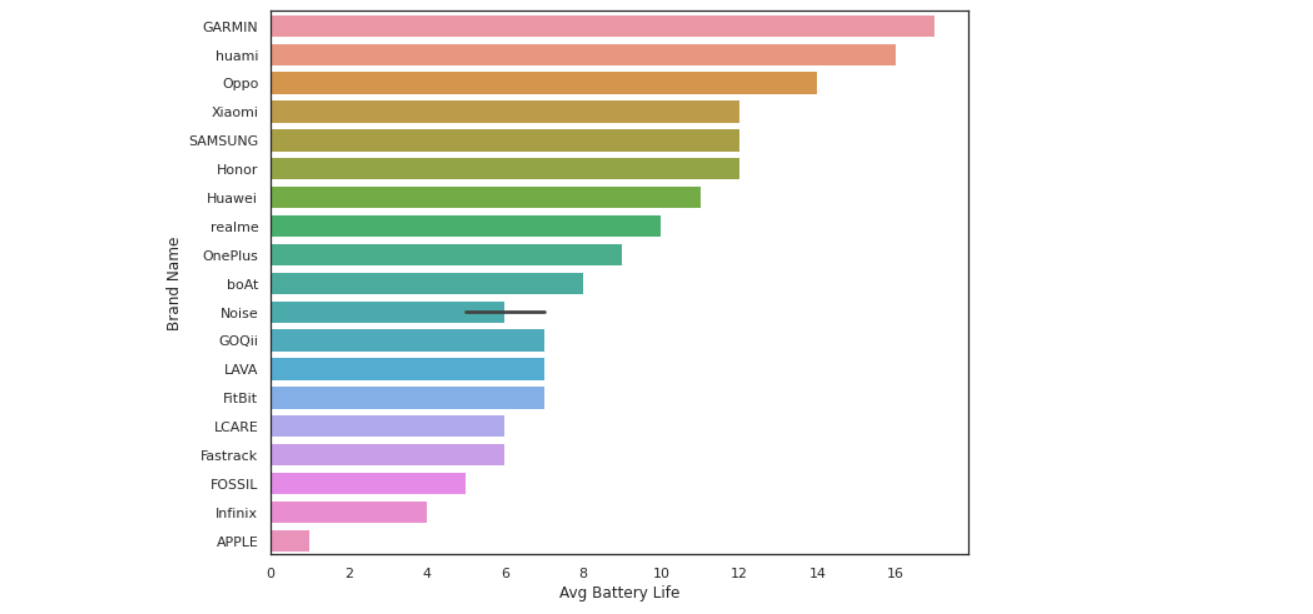 GARMIN
huami
Oppo
Xiaomi
SAMSUNG
Honor
Huawei
realme
OnePlus
boAt
Noise
GOQii
LAVA
FitBit
LCARE
Fastrack
FOSSIL
Infinix
APPLE
Brand Name
0 2 4 6 8 10 12 14 16
Avg Battery Life